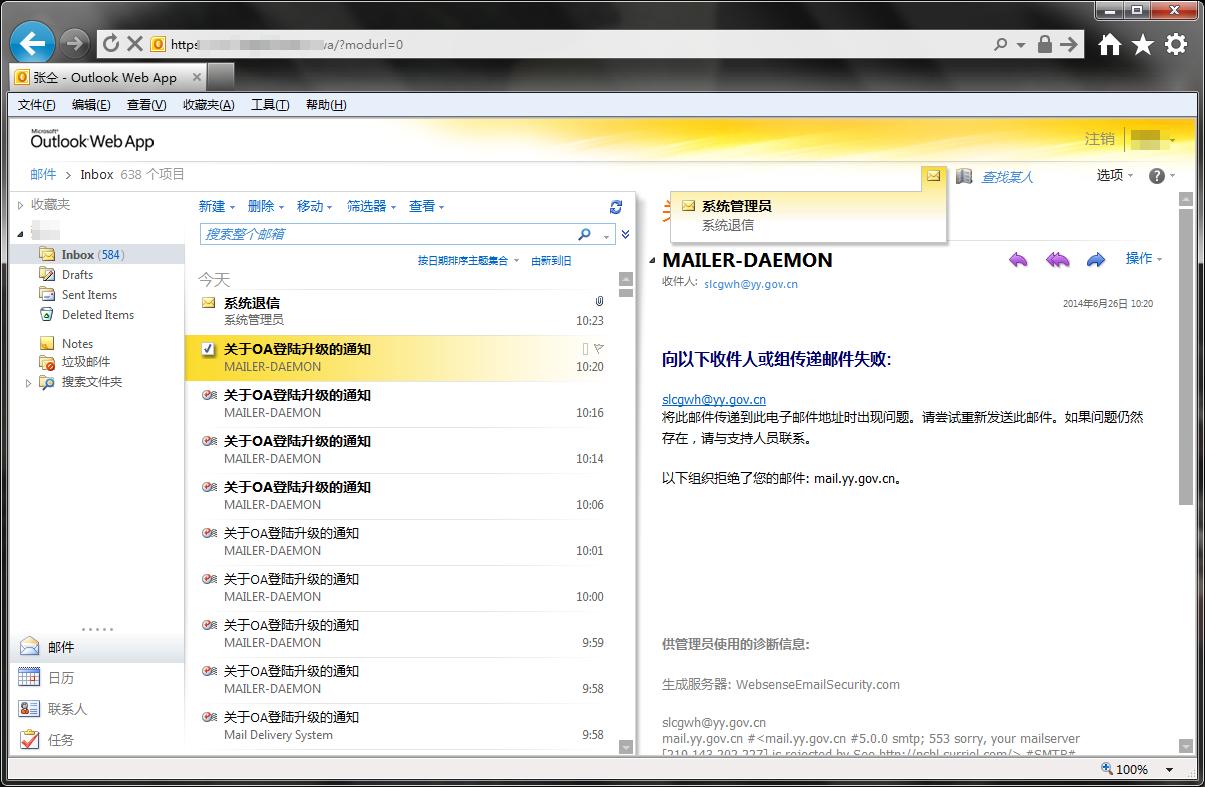 https
wa/?modurl=0
张仝 - Outlook Web App
文件(F) 编辑(E) 查看(V) 收藏夹(A) 工具(T) 帮助(H)
Microsoft®
Outlook Web App
注销
邮件 > Inbox 638 个项目
查找某人
选项
收藏夹
Inbox (584)
Drafts
Sent Items
Deleted Items
Notes
垃圾邮件
搜索文件夹
邮件
日历
联系人
任务
新建 删除 移动 筛选器 查看
搜索整个邮箱
按日期排序主题集合 由新到旧
今天
系统退信
系统管理员 10:23
关于OA登陆升级的通知
MAILER-DAEMON 10:20
关于OA登陆升级的通知
MAILER-DAEMON 10:16
关于OA登陆升级的通知
MAILER-DAEMON 10:14
关于OA登陆升级的通知
MAILER-DAEMON 10:06
关于OA登陆升级的通知
MAILER-DAEMON 10:01
关于OA登陆升级的通知
MAILER-DAEMON 10:00
关于OA登陆升级的通知
MAILER-DAEMON 9:59
关于OA登陆升级的通知
MAILER-DAEMON 9:58
关于OA登陆升级的通知
Mail Delivery System 9:58
系统管理员
系统退信
MAILER-DAEMON
操作
收件人: slcgwh@yy.gov.cn
2014年6月26日 10:20
向以下收件人或组传递邮件失败:
slcgwh@yy.gov.cn
将此邮件传递到此电子邮件地址时出现问题。请尝试重新发送此邮件。如果问题仍然
存在，请与支持人员联系。
以下组织拒绝了您的邮件: mail.yy.gov.cn。
供管理员使用的诊断信息:
生成服务器: WebsenseEmailSecurity.com
slcgwh@yy.gov.cn
mail.yy.gov.cn #<mail.yy.gov.cn #5.0.0 smtp; 553 sorry, your mailserver
100%